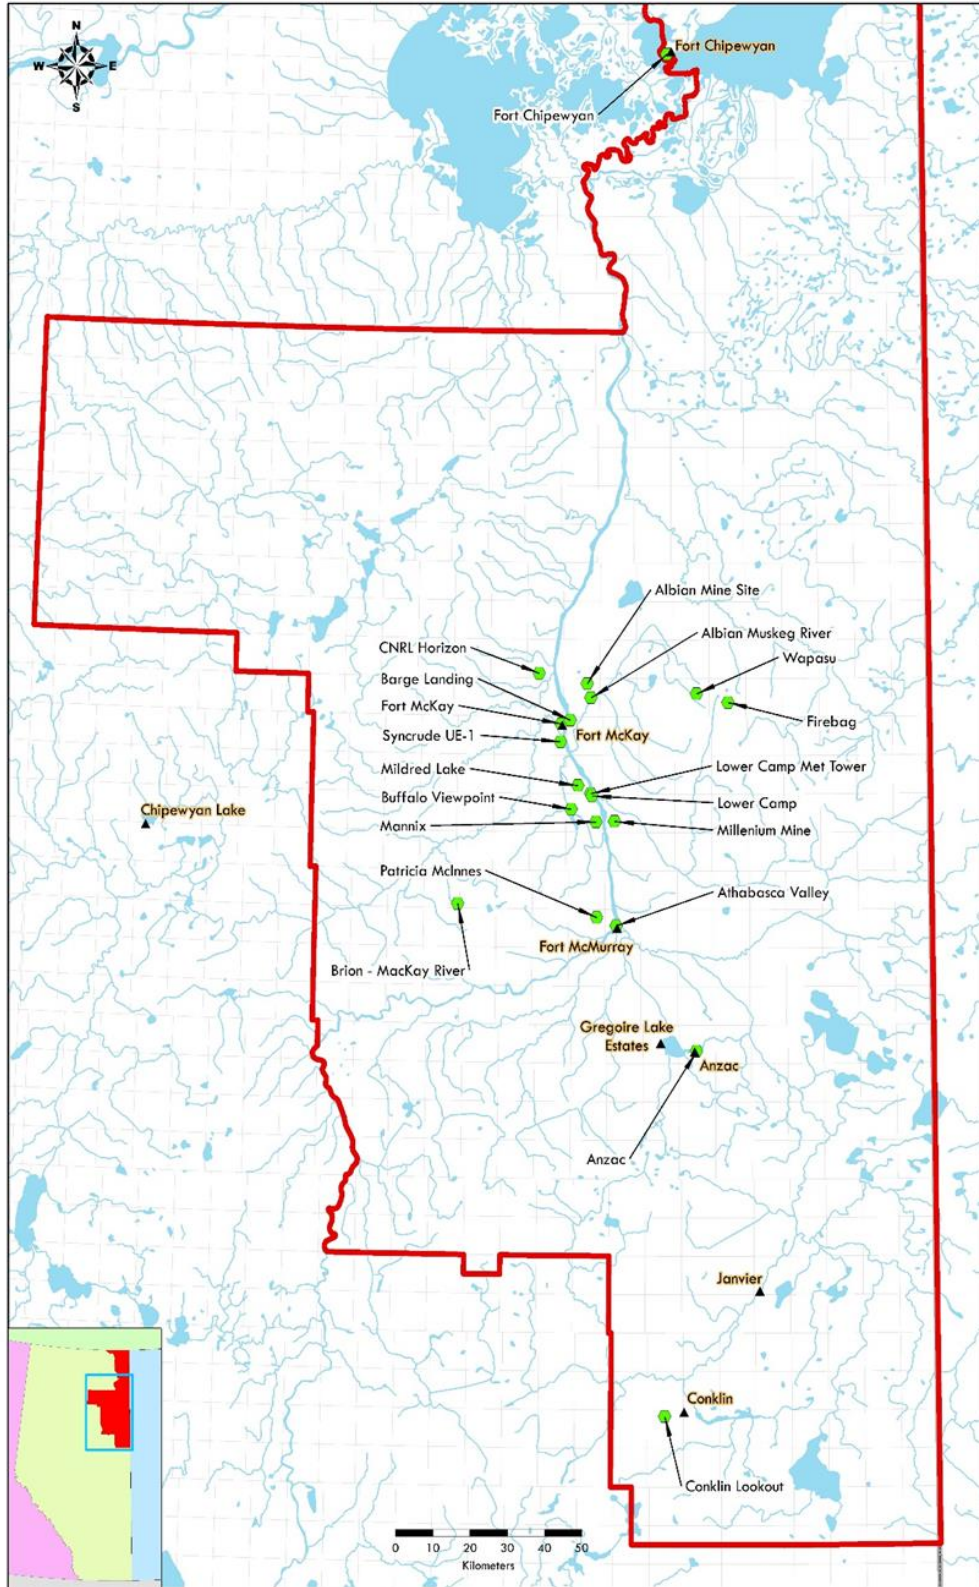 N
W E
S
Fort Chipewyan
Fort Chipewyan
Albian Mine Site
Albian Muskeg River
CNRL Horizon
Wapasu
Barge Landing
Fort McKay
Firebag
Fort McKay
Syncrude UE-1
Mildred Lake
Lower Camp Met Tower
Buffalo Viewpoint
Lower Camp
Chipewyan Lake
Mannix
Millenium Mine
Patricia McInnes
Athabasca Valley
Fort McMurray
Brion - MacKay River
Gregoire Lake
Estates
Anzac
Anzac
Janvier
Conklin
Conklin Lookout
0 10 20 30 40 50
Kilometers